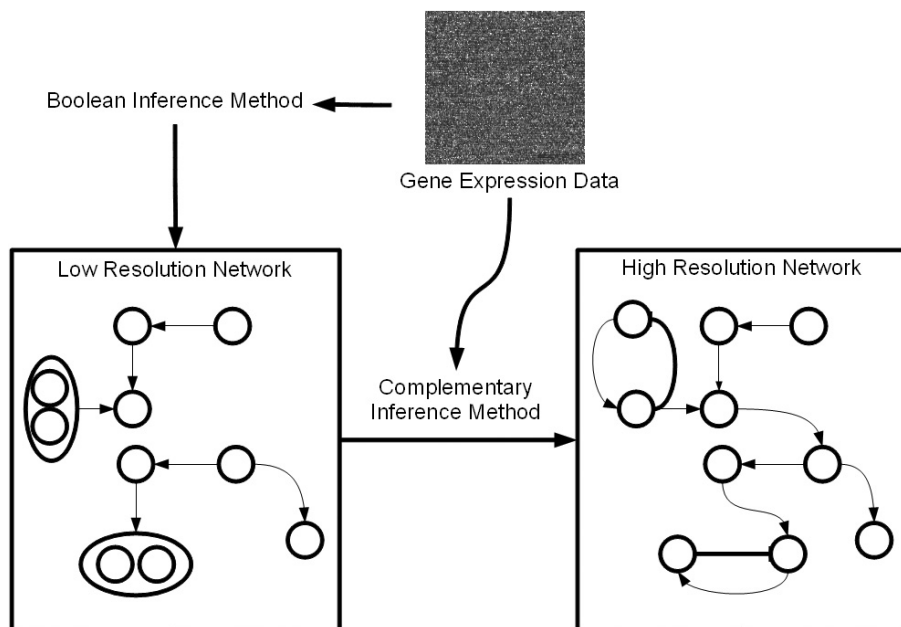 Boolean Inference Method
Gene Expression Data
Low Resolution Network
High Resolution Network
Complementary
Inference Method